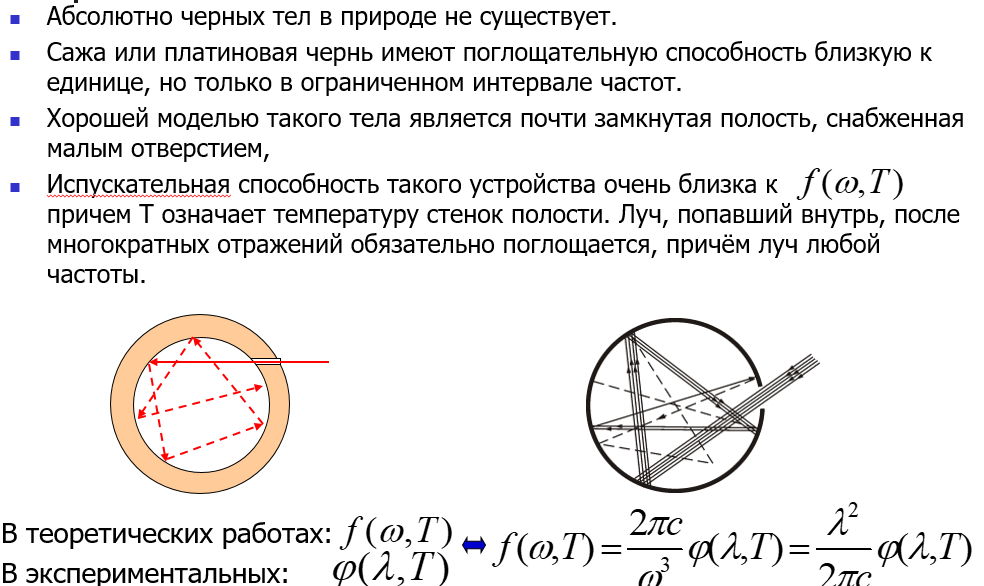 Абсолютно черных тел в природе не существует.
Сажа или платиновая чернь имеют поглощательную способность близкую к
единице, но только в ограниченном интервале частот.
Хорошей моделью такого тела является почти замкнутая полость, снабженная
малым отверстием,
Испускательная способность такого устройства очень близка к f(ω,T)
причем T означает температуру стенок полости. Луч, попавший внутрь, после
многократных отражений обязательно поглощается, причём луч любой
частоты.
В теоретических работах: f(ω,T) ⇔ f(ω,T) = 2πc/ω³ φ(λ,T) = λ²/2πc φ(λ,T)
В экспериментальных: φ(λ,T)